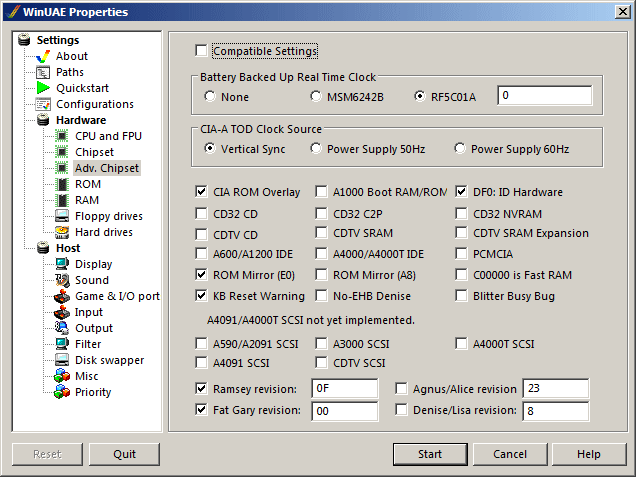 WinUAE Properties
Settings
About
Paths
Quickstart
Configurations
Hardware
CPU and FPU
Chipset
Adv. Chipset
ROM
RAM
Floppy drives
Hard drives
Host
Display
Sound
Game & I/O port
Input
Output
Filter
Disk swapper
Misc
Priority
Compatible Settings
Battery Backed Up Real Time Clock
None MSM6242B RF5C01A 0
CIA-A TOD Clock Source
Vertical Sync Power Supply 50Hz Power Supply 60Hz
CIA ROM Overlay A1000 Boot RAM/ROM DF0: ID Hardware
CD32 CD CD32 C2P CD32 NVRAM
CDTV CD CDTV SRAM CDTV SRAM Expansion
A600/A1200 IDE A4000/A4000T IDE PCMCIA
ROM Mirror (E0) ROM Mirror (A8) C00000 is Fast RAM
KB Reset Warning No-EHB Denise Blitter Busy Bug
A4091/A4000T SCSI not yet implemented.
A590/A2091 SCSI A3000 SCSI A4000T SCSI
A4091 SCSI CDTV SCSI
Ramsey revision: 0F Agnus/Alice revision 23
Fat Gary revision: 00 Denise/Lisa revision: 8
Reset Quit Start Cancel Help